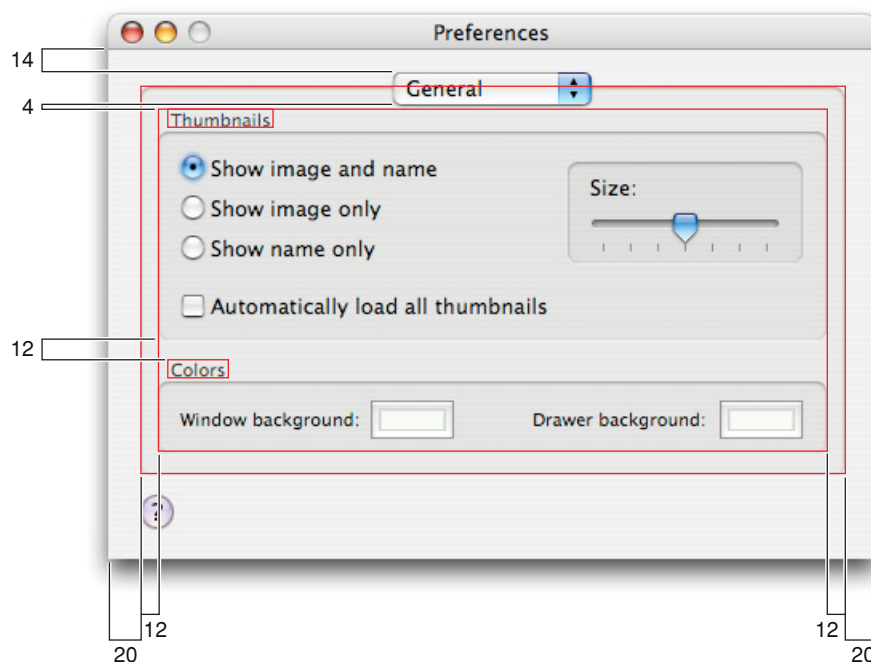 Preferences
14
General
4
Thumbnails
Show image and name
Size:
Show image only
Show name only
Automatically load all thumbnails
12
Colors
Window background:
Drawer background:
?
12
12
20
20